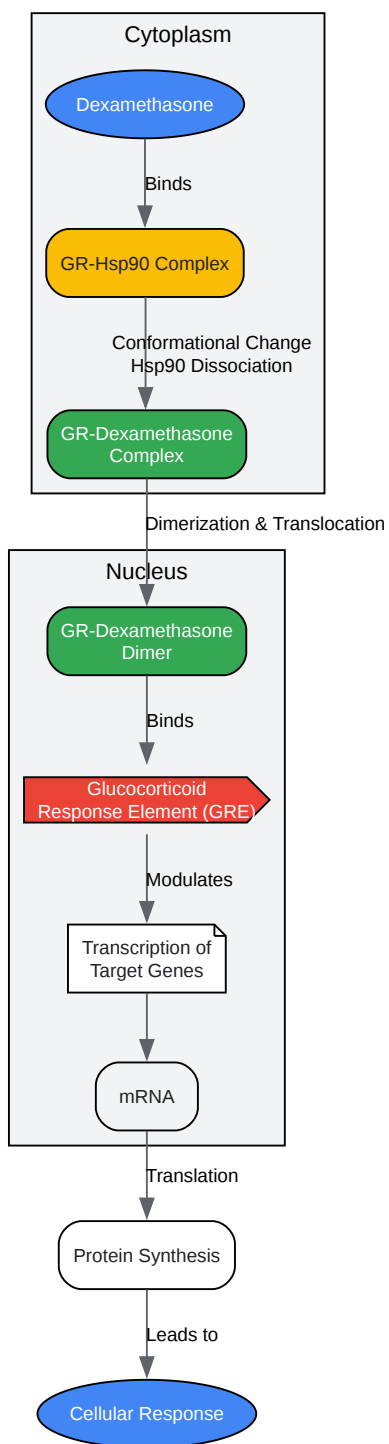 Cytoplasm
Dexamethasone
Binds
GR-Hsp90 Complex
Conformational Change
Hsp90 Dissociation
GR-Dexamethasone
Complex
Dimerization & Translocation
Nucleus
GR-Dexamethasone
Dimer
Binds
Glucocorticoid
Response Element (GRE)
Modulates
Transcription of
Target Genes
mRNA
Translation
Protein Synthesis
Leads to
Cellular Response